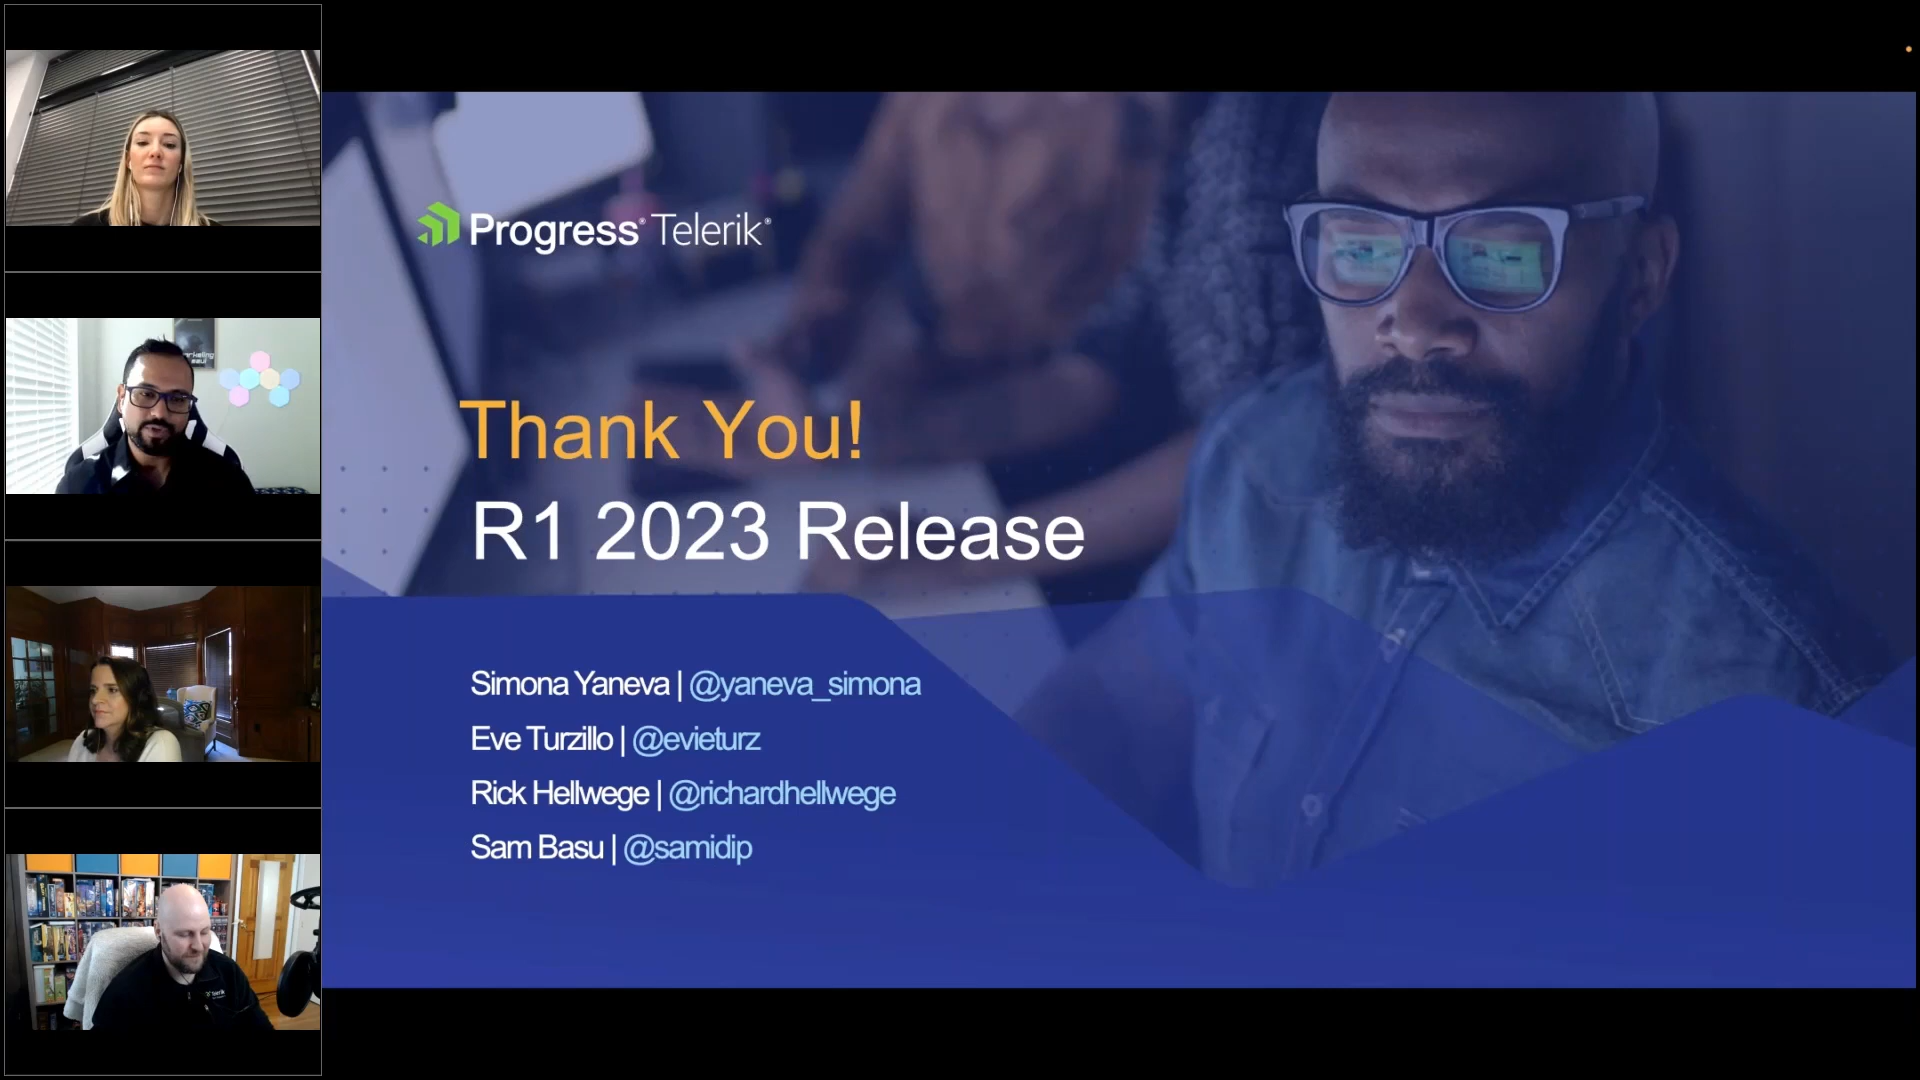 Progress® Telerik®
Thank You!
R1 2023 Release
Simona Yaneva | @yaneva_simona
Eve Turzillo | @evieturz
Rick Hellwege | @richardhellwege
Sam Basu | @samidip
Telerik